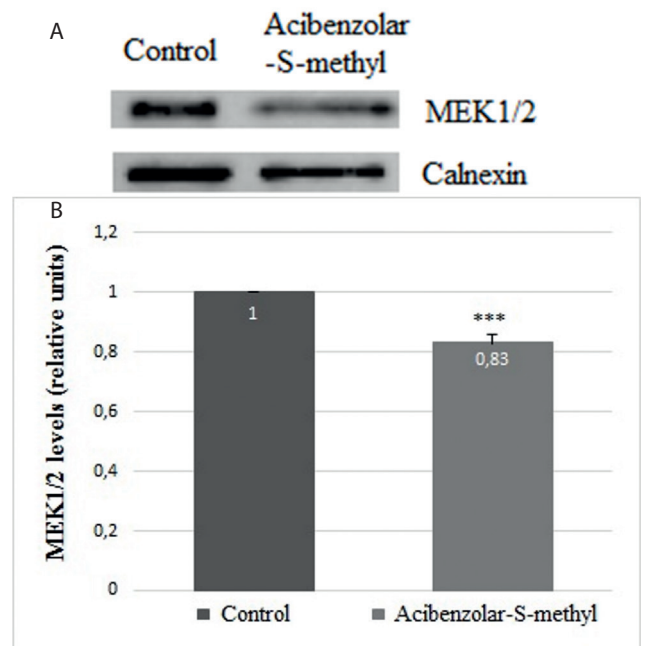 A
Control
Acibenzolar
-S-methyl
MEK1/2
Calnexin
B
MEK1/2 levels (relative units)
1,2
1
0,8
0,6
0,4
0,2
0
1
***
0,83
Control
Acibenzolar-S-methyl